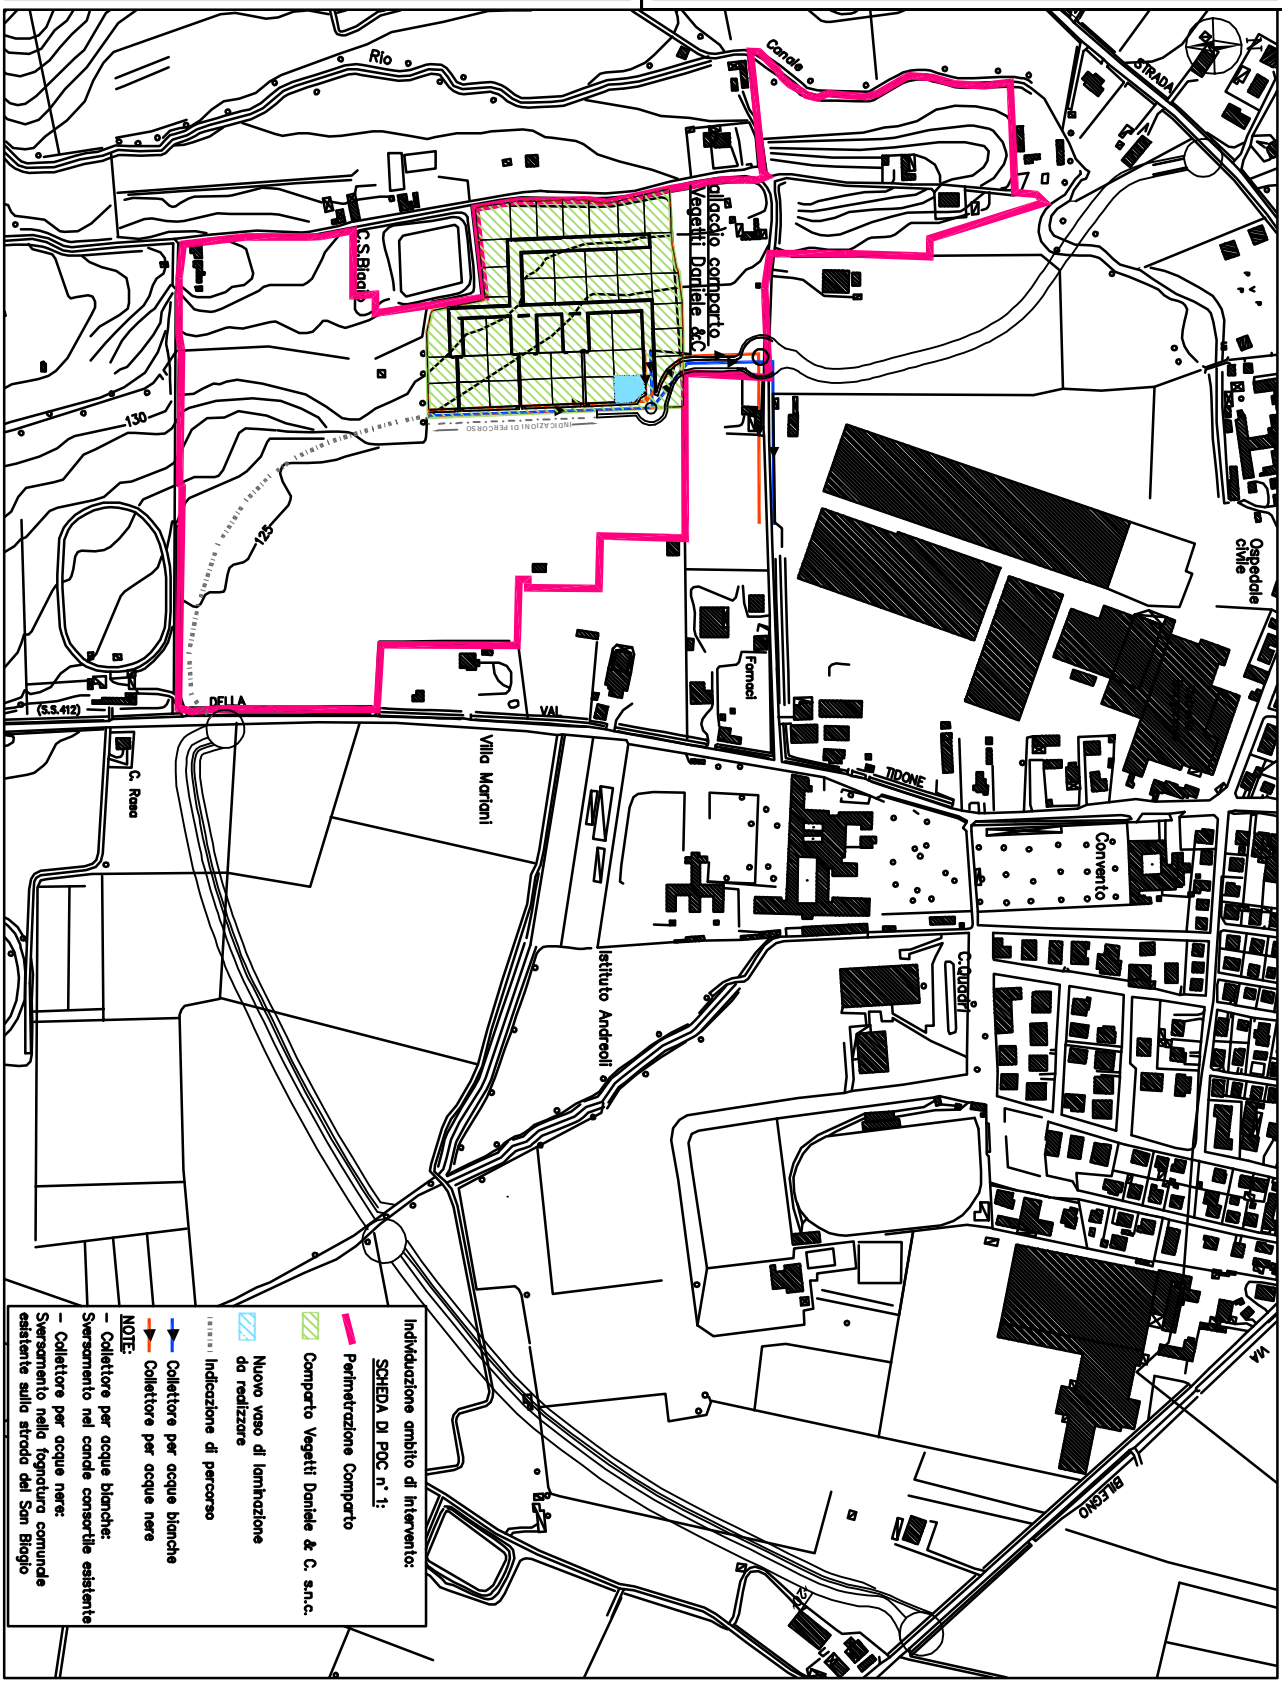 Rio
Canale
N
STRADA
Allaccio comparto
Vegetti Daniele &C
C.S.Biagio
INDICAZIONI DI PERCORSO
130
125
Ospedale
civile
Fornaci
(S.S.412)
DELLA
VAL
TIDONE
C. Rasa
Villa Mariani
Istituto Andreoli
Convento
C.Quadri
VIA
BILEGNO
Individuazione ambito di intervento:
SCHEDA DI POC n° 1:
Perimetrazione Comparto
Comparto Vegetti Daniele & C. s.n.c.
Nuovo vaso di laminazione
da realizzare
Indicazione di percorso
Collettore per acque bianche
Collettore per acque nere
NOTE:
- Collettore per acque bianche:
Sversamento nel canale consortile esistente
- Collettore per acque nere:
Sversamento nella fognatura comunale
esistente sulla strada del San Biagio